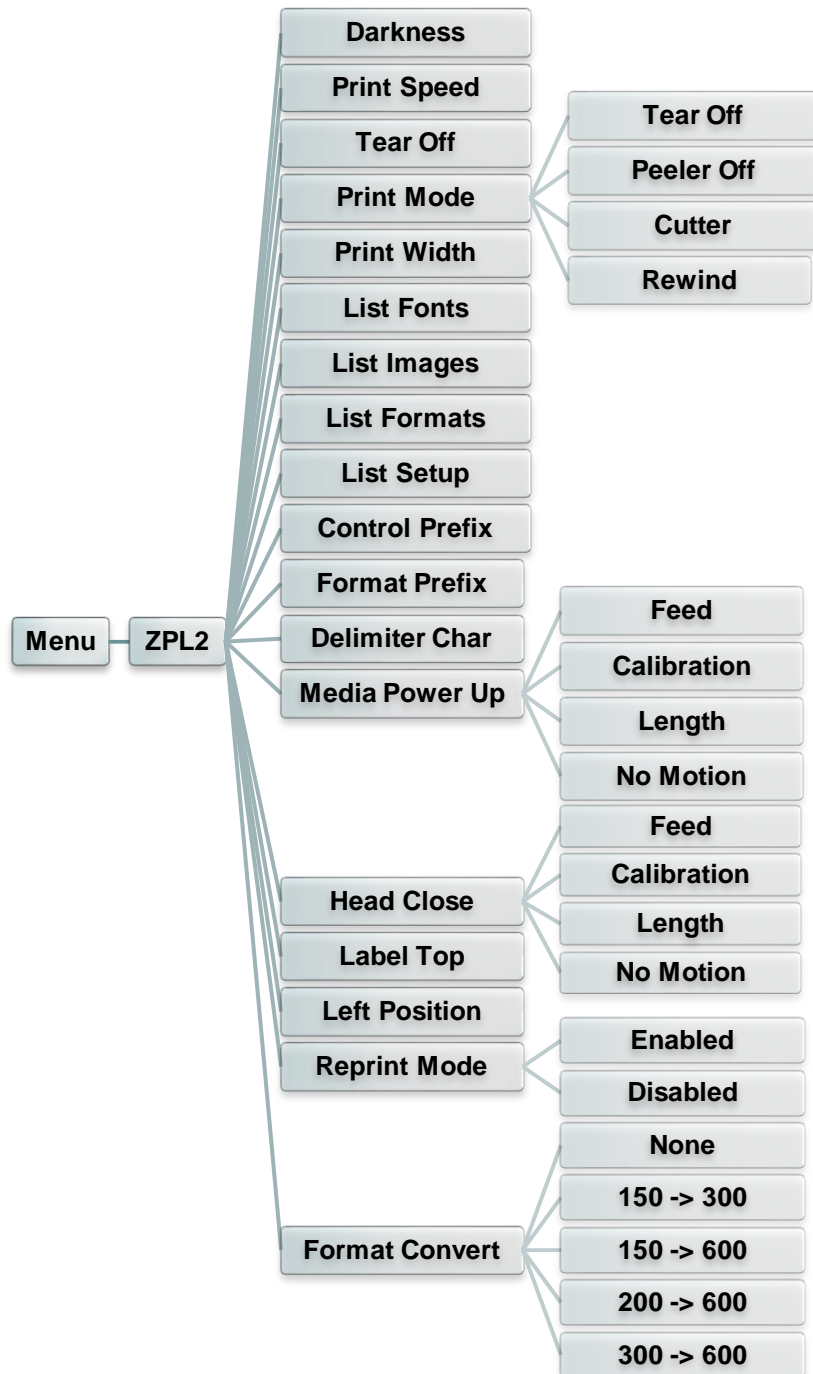 Menu
ZPL2
Darkness
Print Speed
Tear Off
Print Mode
Tear Off
Peeler Off
Cutter
Rewind
Print Width
List Fonts
List Images
List Formats
List Setup
Control Prefix
Format Prefix
Delimiter Char
Media Power Up
Feed
Calibration
Length
No Motion
Head Close
Feed
Calibration
Length
No Motion
Label Top
Left Position
Reprint Mode
Enabled
Disabled
Format Convert
None
150 -> 300
150 -> 600
200 -> 600
300 -> 600